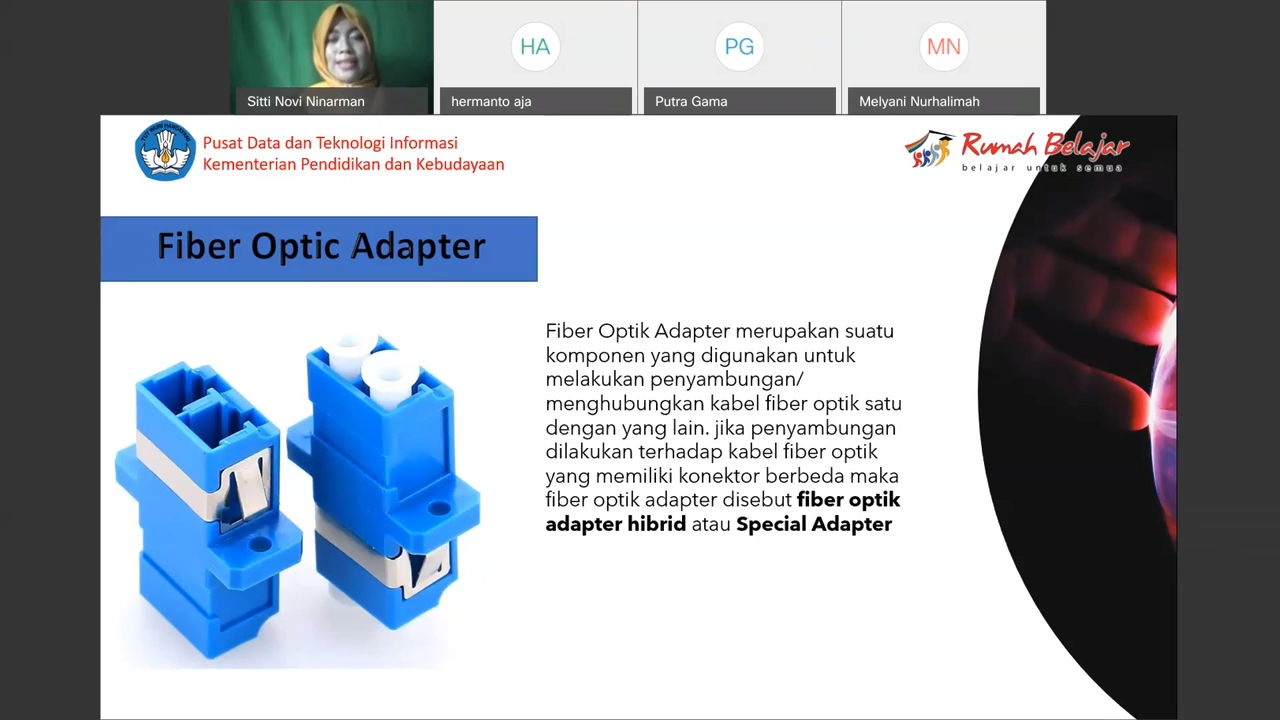 HA
PG
MN
Sitti Novi Ninarman
hermanto aja
Putra Gama
Melyani Nurhalimah
Pusat Data dan Teknologi Informasi
Kementerian Pendidikan dan Kebudayaan
Rumah Belajar
belajar untuk semua
Fiber Optic Adapter
Fiber Optik Adapter merupakan suatu
komponen yang digunakan untuk
melakukan penyambungan/
menghubungkan kabel fiber optik satu
dengan yang lain. jika penyambungan
dilakukan terhadap kabel fiber optik
yang memiliki konektor berbeda maka
fiber optik adapter disebut fiber optik
adapter hibrid atau Special Adapter